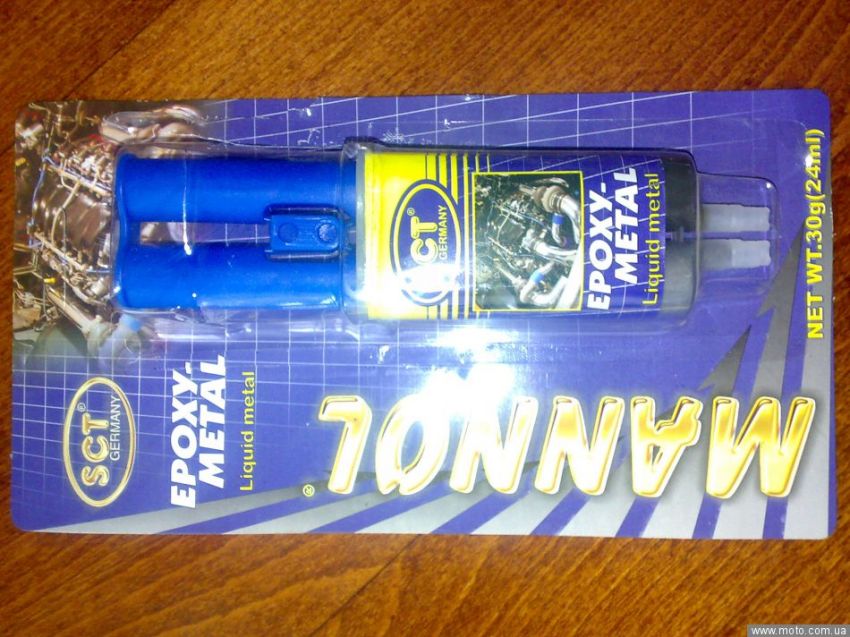 SCT®
GERMANY
EPOXY-
METAL
Liquid metal
NET WT.30g(24ml)
SCT®
GERMANY
EPOXY-
METAL
Liquid metal
MANNOL®
www.moto.com.ua